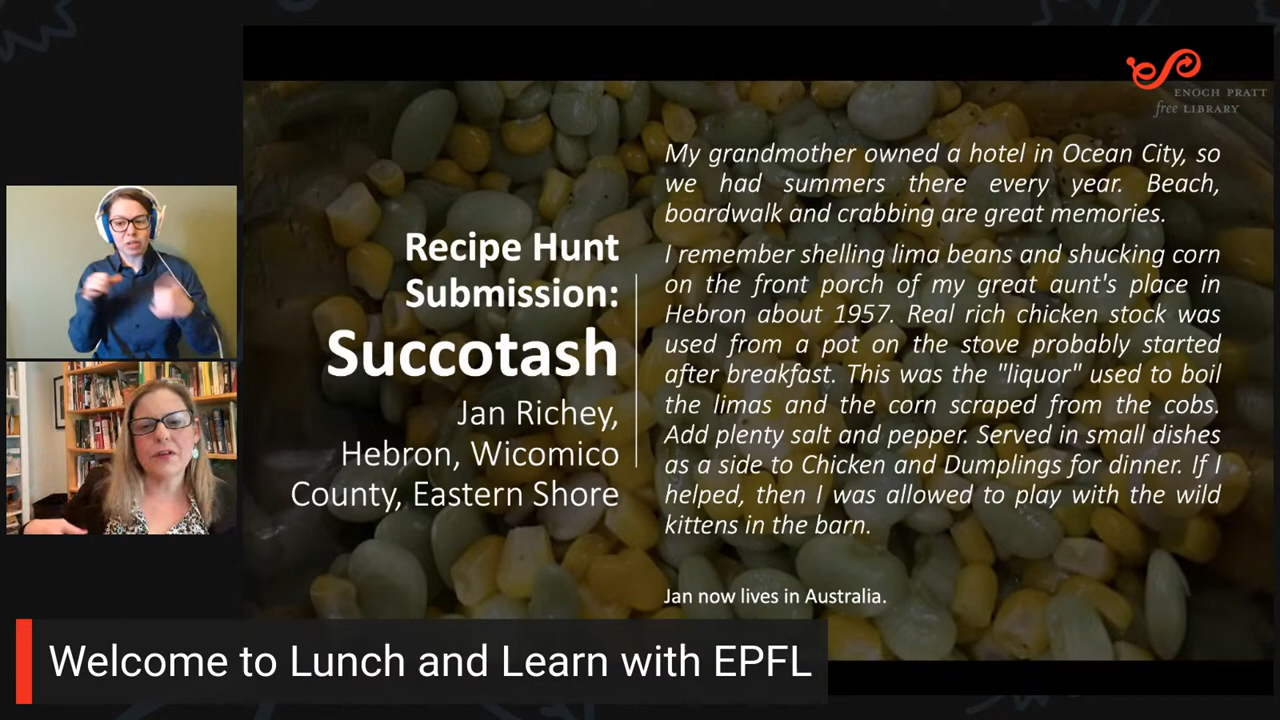 ENOCH PRATT
free LIBRARY
Recipe Hunt
Submission:
Succotash
Jan Richey,
Hebron, Wicomico
County, Eastern Shore
My grandmother owned a hotel in Ocean City, so
we had summers there every year. Beach,
boardwalk and crabbing are great memories.
I remember shelling lima beans and shucking corn
on the front porch of my great aunt's place in
Hebron about 1957. Real rich chicken stock was
used from a pot on the stove probably started
after breakfast. This was the "liquor" used to boil
the limas and the corn scraped from the cobs.
Add plenty salt and pepper. Served in small dishes
as a side to Chicken and Dumplings for dinner. If I
helped, then I was allowed to play with the wild
kittens in the barn.
Jan now lives in Australia.
Welcome to Lunch and Learn with EPFL